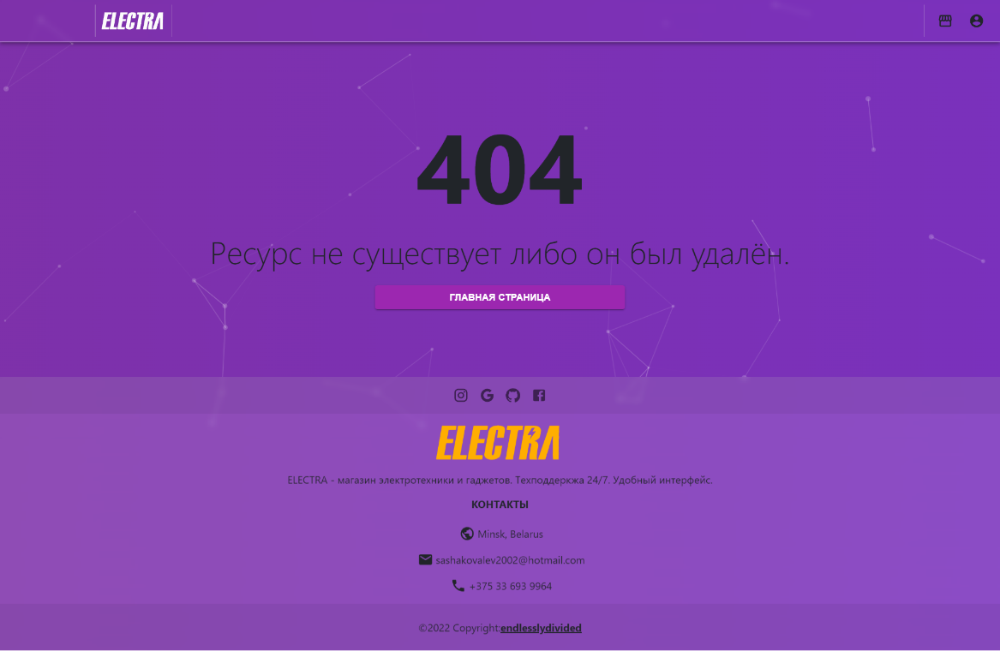 ELECTRA
404
Ресурс не существует либо он был удалён.
ГЛАВНАЯ СТРАНИЦА
ELECTRA
ELECTRA - магазин электротехники и гаджетов. Техподдеркжа 24/7. Удобный интерфейс.
КОНТАКТЫ
Minsk, Belarus
sashakovalev2002@hotmail.com
+375 33 693 9964
©2022 Copyright:endlesslydivided